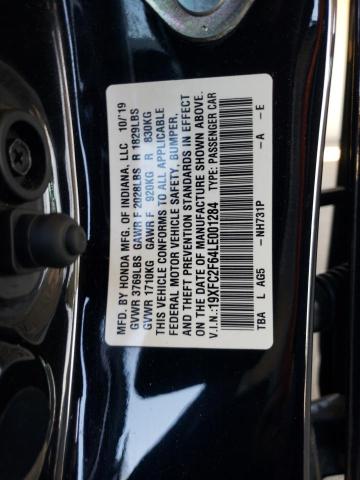 MFG. BY HONDA MFG. OF INDIANA, LLC 10/'19
GVWR 3769LBS GAWR F 2028LBS R 1829LBS
GVWR 1710KG GAWR F 920KG R 830KG
THIS VEHICLE CONFORMS TO ALL APPLICABLE
FEDERAL MOTOR VEHICLE SAFETY, BUMPER,
AND THEFT PREVENTION STANDARDS IN EFFECT
ON THE DATE OF MANUFACTURE SHOWN ABOVE.
V.I.N.:19XFC2F64LE001284 TYPE: PASSENGER CAR
TBA L AG5 -NH731P -A -E